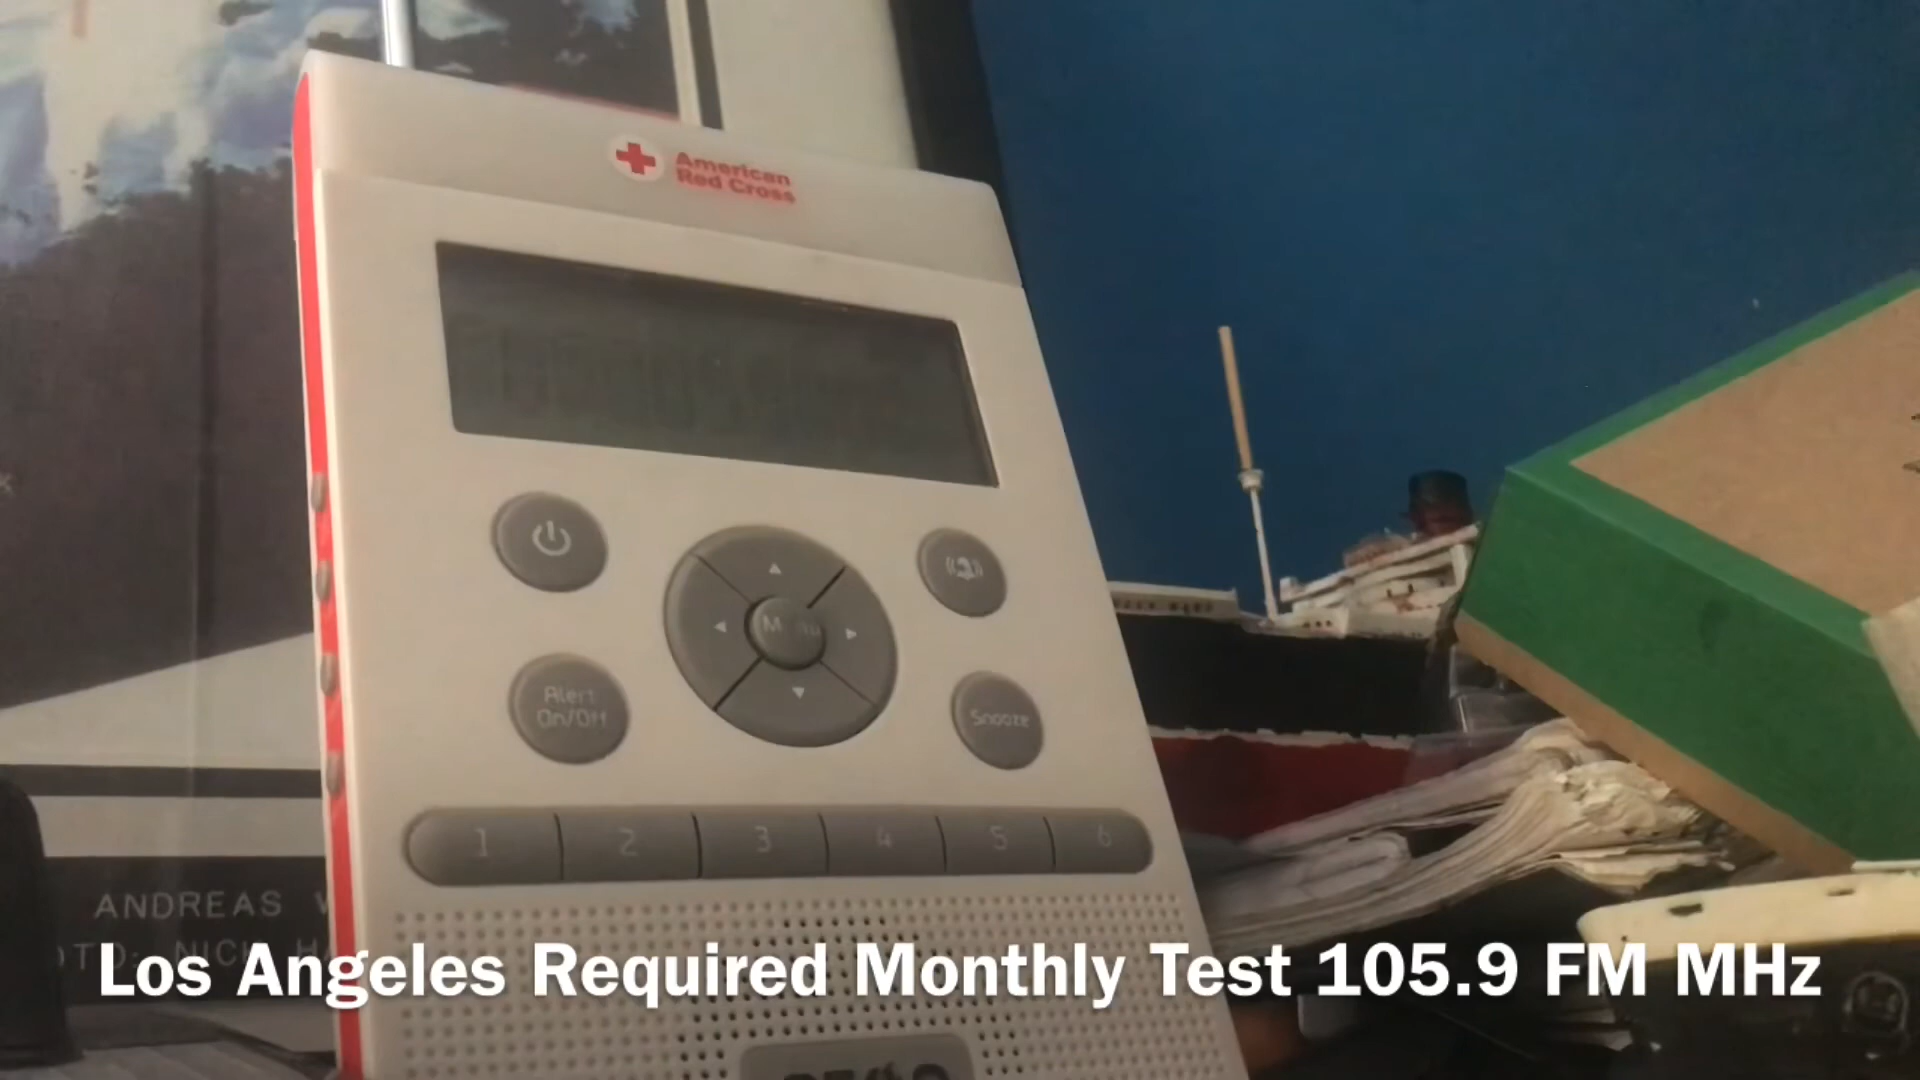 American
Red Cross
Menu
Alert
On/Off
Snooze
1 2 3 4 5 6
ANDREAS
Los Angeles Required Monthly Test 105.9 FM MHz